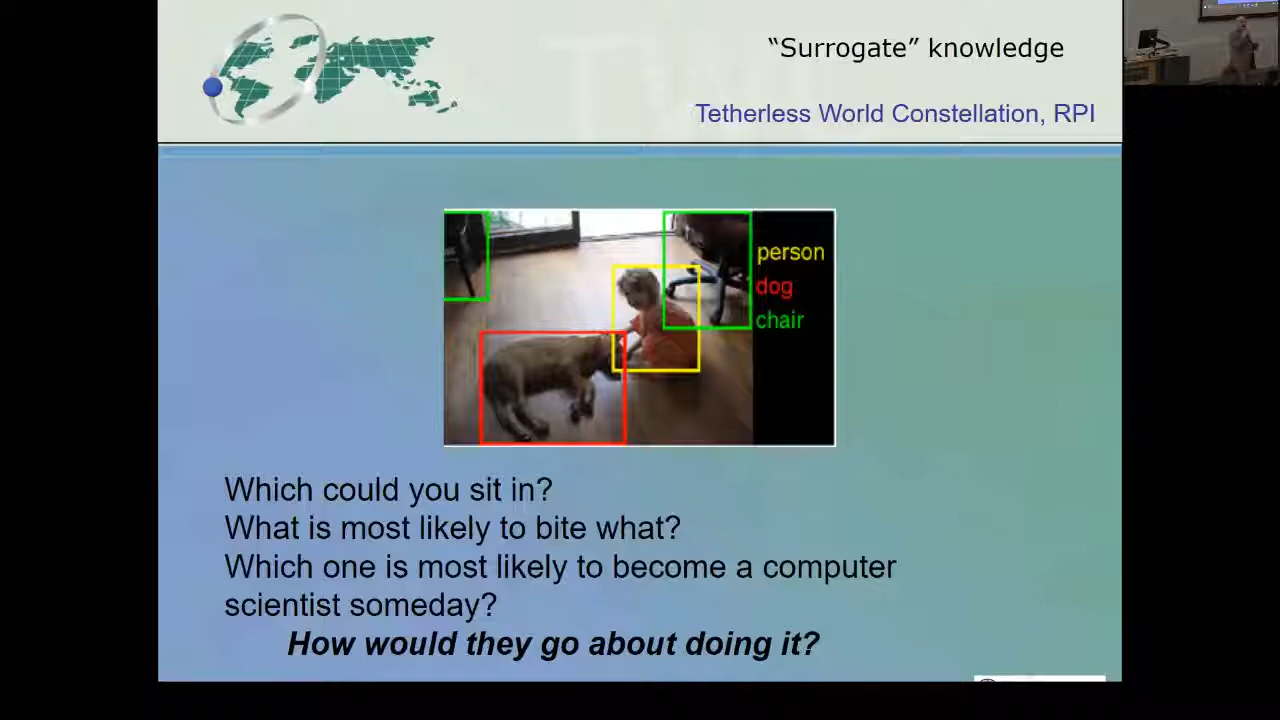 “Surrogate” knowledge
Tetherless World Constellation, RPI
person
dog
chair
Which could you sit in?
What is most likely to bite what?
Which one is most likely to become a computer
scientist someday?
How would they go about doing it?